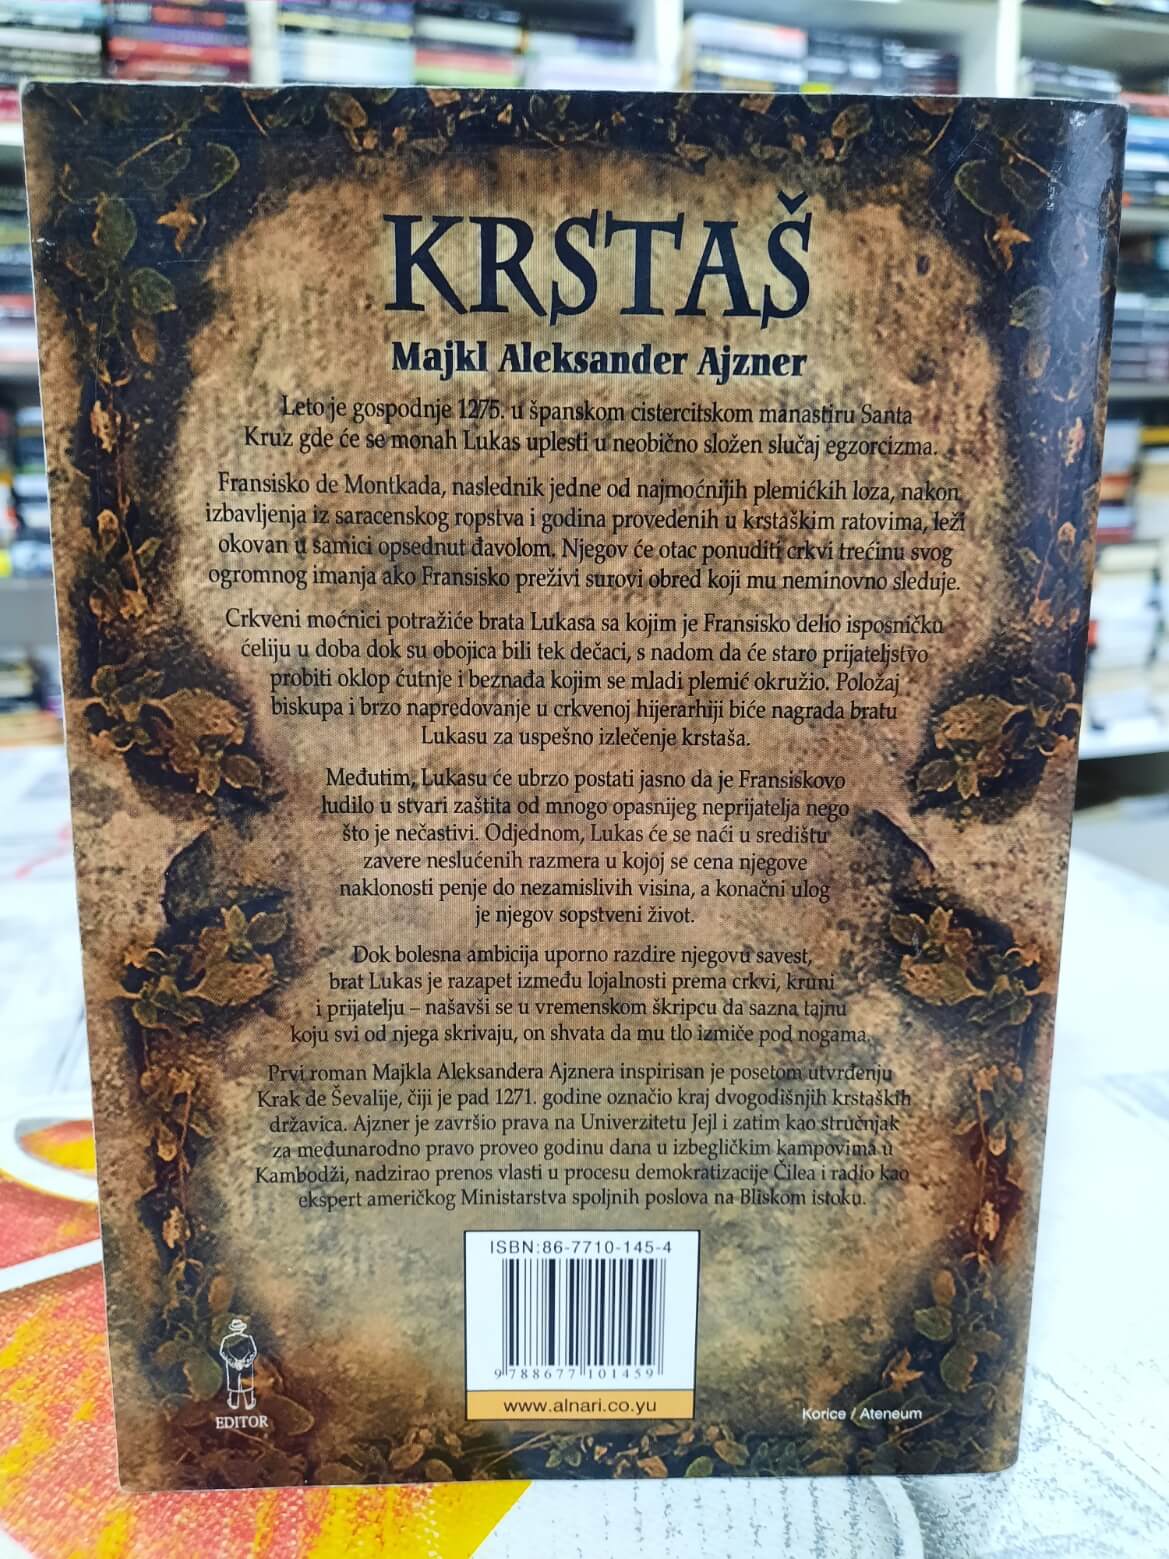 KRSTAŠ
Majkl Aleksander Ajzner
Leto je gospodnje 1275. u španskom cistercitskom manastiru Santa
Kruz gde će se monah Lukas uplesti u neobično složen slučaj egzorcizma.
Fransisko de Montkada, naslednik jedne od najmoćnijih plemićkih loza, nakon
izbavljenja iz saracenskog ropstva i godina provedenih u krstaškim ratovima, leži
okovan u samici opsednut đavolom. Njegov će otac ponuditi crkvi trećinu svog
ogromnog imanja ako Fransisko preživi surovi obred koji mu neminovno sleduje.
Crkveni moćnici potražiće brata Lukasa sa kojim je Fransisko delio isposničku
ćeliju u doba dok su obojica bili tek dečaci, s nadom da će staro prijateljstvo
probiti oklop ćutnje i beznađa kojim se mladi plemić okružio. Položaj
biskupa i brzo napredovanje u crkvenoj hijerarhiji biće nagrada bratu
Lukasu za uspešno izlečenje krstaša.
Međutim, Lukasu će ubrzo postati jasno da je Fransiskovo
ludilo u stvari zaštita od mnogo opasnijeg neprijatelja nego
što je nečastivi. Odjednom, Lukas će se naći u središtu
zavere neslućenih razmera u kojoj se cena njegove
naklonosti penje do nezamislivih visina, a konačni ulog
je njegov sopstveni život.
Dok bolesna ambicija uporno razdire njegovu savest,
brat Lukas je razapet između lojalnosti prema crkvi, kruni
i prijatelju – našavši se u vremenskom škripcu da sazna tajnu
koju svi od njega skrivaju, on shvata da mu tlo izmiče pod nogama.
Prvi roman Majkla Aleksandera Ajznera inspirisan je posetom utvrđenju
Krak de Ševalije, čiji je pad 1271. godine označio kraj dvogodišnjih krstaških
državica. Ajzner je završio prava na Univerzitetu Jejl i zatim kao stručnjak
za međunarodno pravo proveo godinu dana u izbegličkim kampovima u
Kambodži, nadzirao prenos vlasti u procesu demokratizacije Čilea i radio kao
ekspert američkog Ministarstva spoljnih poslova na Bliskom istoku.
ISBN:86-7710-145-4
9 788677 101459
www.alnari.co.yu
EDITOR
Korice / Ateneum